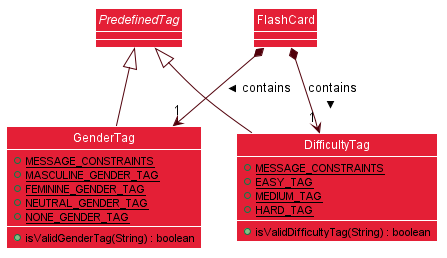 PredefinedTag
FlashCard
contains
contains
1
1
GenderTag
MESSAGE_CONSTRAINTS
MASCULINE_GENDER_TAG
FEMININE_GENDER_TAG
NEUTRAL_GENDER_TAG
NONE_GENDER_TAG
isValidGenderTag(String) : boolean
DifficultyTag
MESSAGE_CONSTRAINTS
EASY_TAG
MEDIUM_TAG
HARD_TAG
isValidDifficultyTag(String) : boolean